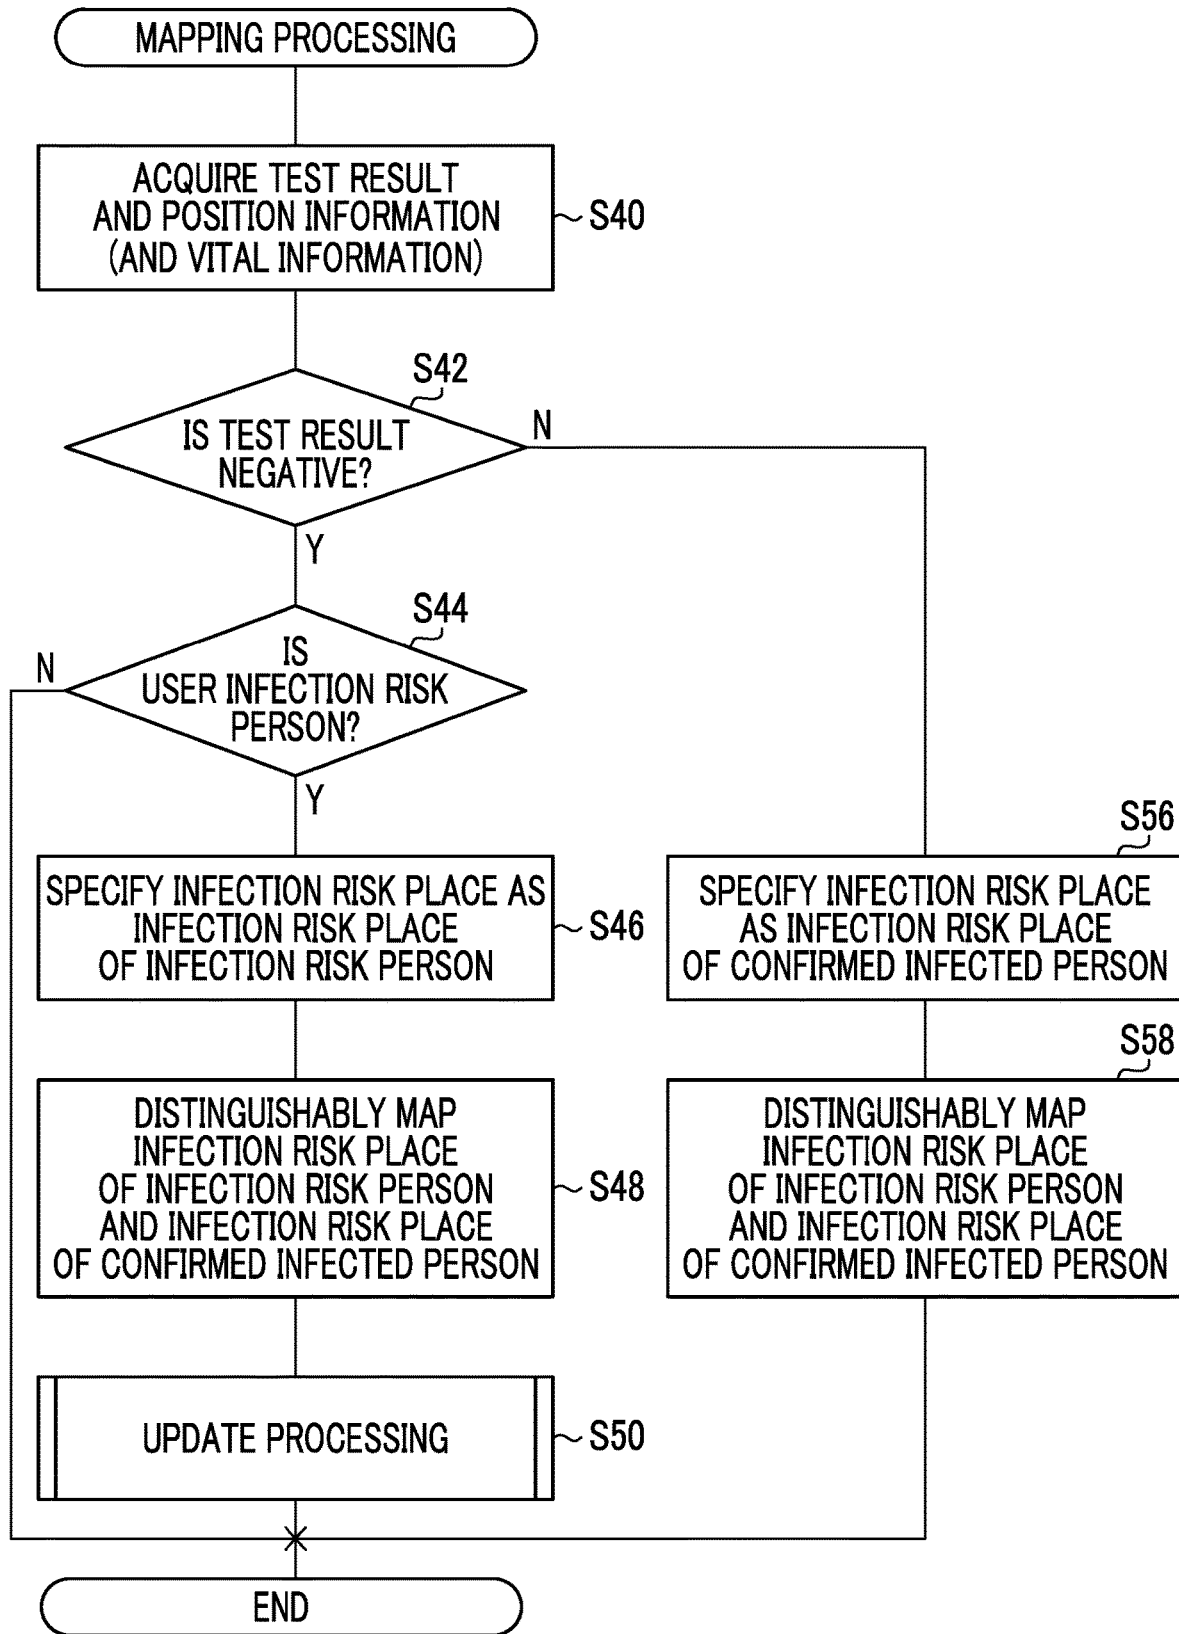 MAPPING PROCESSING
ACQUIRE TEST RESULT
AND POSITION INFORMATION
(AND VITAL INFORMATION)
S40
S42
IS TEST RESULT
NEGATIVE?
N
Y
S44
IS
USER INFECTION RISK
PERSON?
N
Y
SPECIFY INFECTION RISK PLACE AS
INFECTION RISK PLACE
OF INFECTION RISK PERSON
S46
S56
SPECIFY INFECTION RISK PLACE
AS INFECTION RISK PLACE
OF CONFIRMED INFECTED PERSON
DISTINGUISHABLY MAP
INFECTION RISK PLACE
OF INFECTION RISK PERSON
AND INFECTION RISK PLACE
OF CONFIRMED INFECTED PERSON
S48
S58
DISTINGUISHABLY MAP
INFECTION RISK PLACE
OF INFECTION RISK PERSON
AND INFECTION RISK PLACE
OF CONFIRMED INFECTED PERSON
UPDATE PROCESSING
S50
END